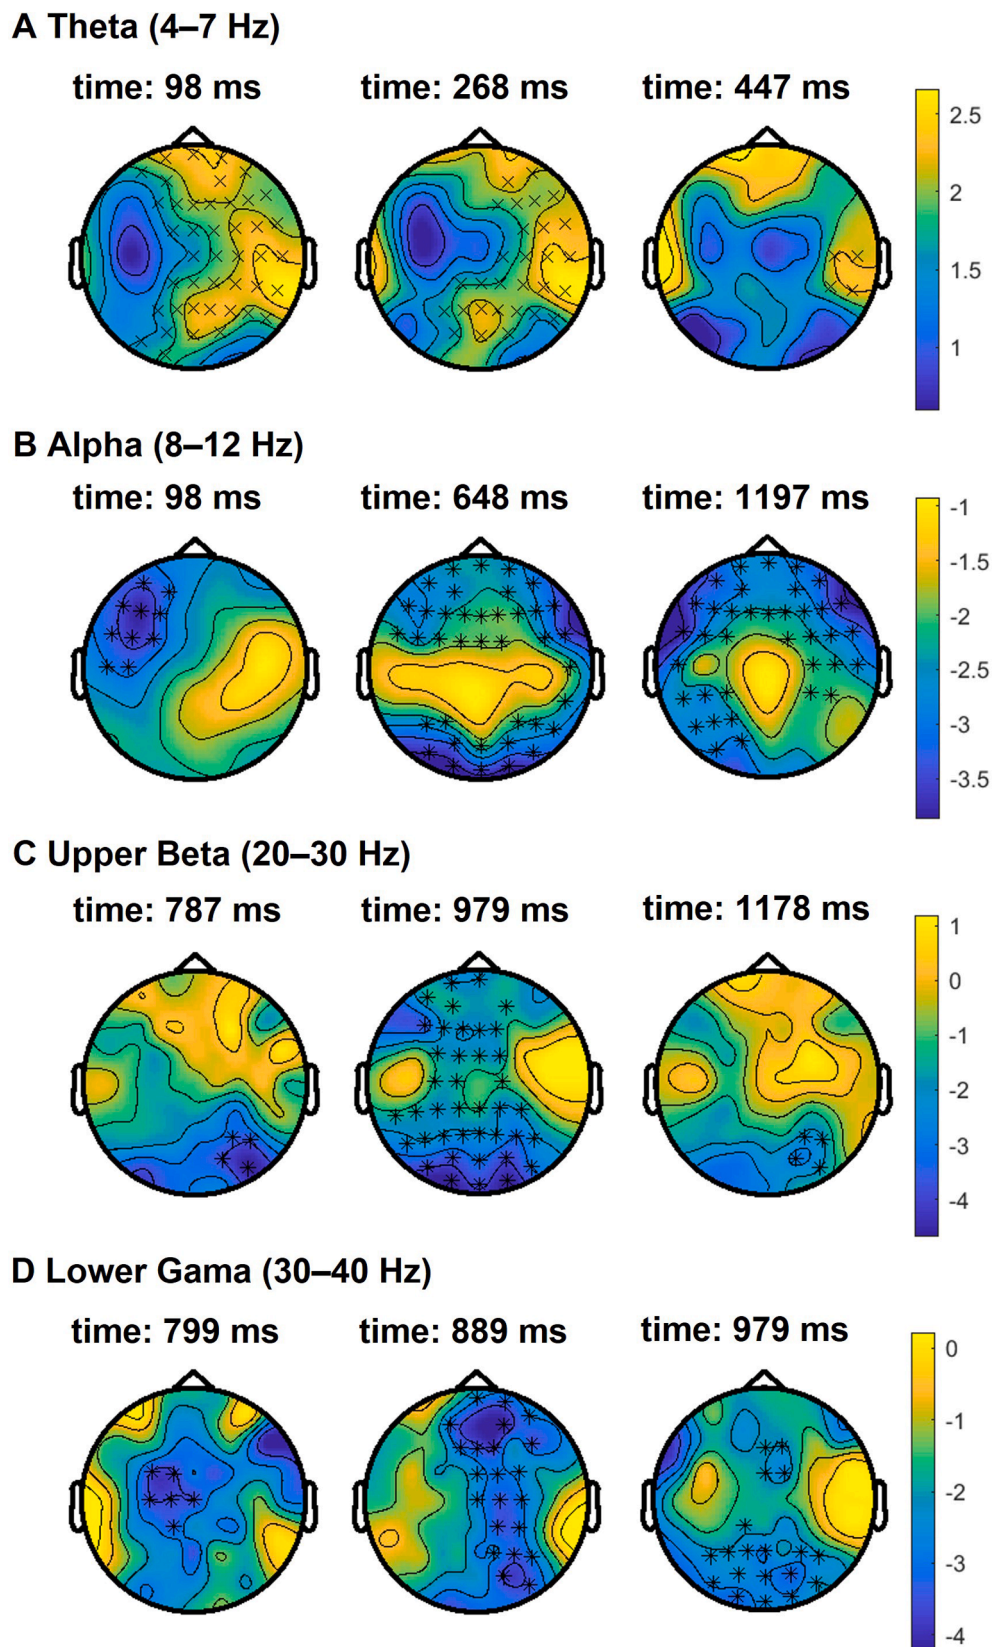 A Theta (4–7 Hz)
time: 98 ms
time: 268 ms
time: 447 ms
2.5
2
1.5
1
B Alpha (8–12 Hz)
time: 98 ms
time: 648 ms
time: 1197 ms
-1
-1.5
-2
-2.5
-3
-3.5
C Upper Beta (20–30 Hz)
time: 787 ms
time: 979 ms
time: 1178 ms
1
0
-1
-2
-3
-4
D Lower Gama (30–40 Hz)
time: 799 ms
time: 889 ms
time: 979 ms
0
-1
-2
-3
-4